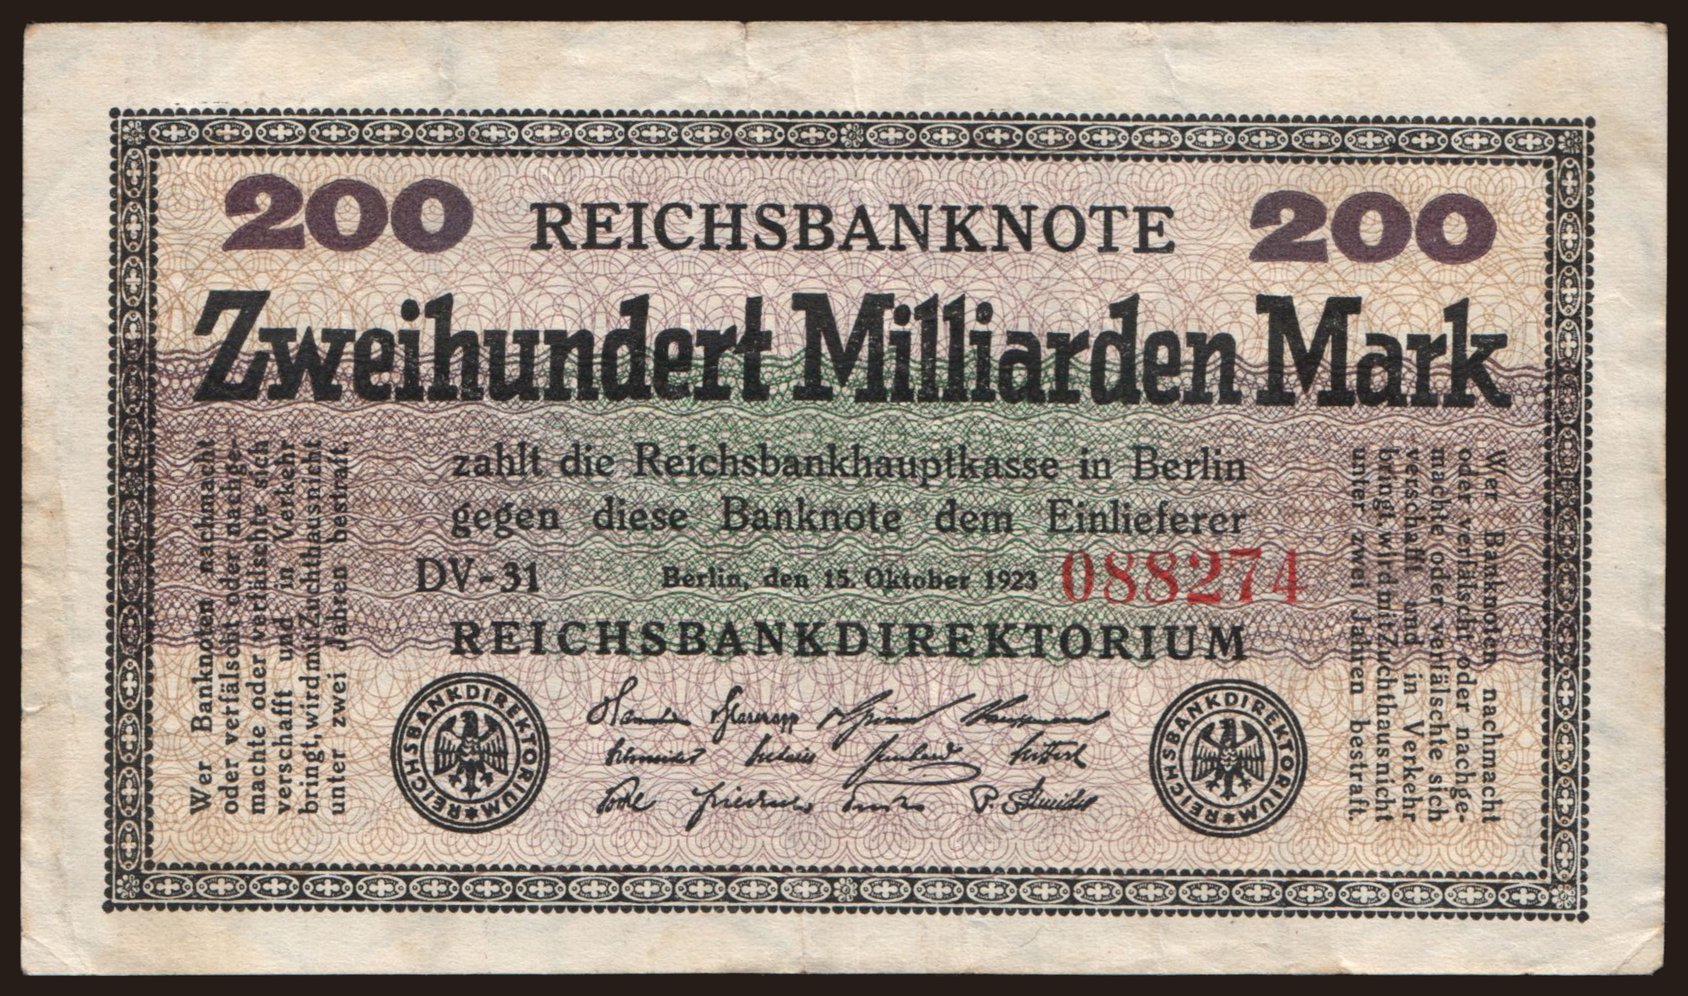 200 REICHSBANKNOTE 200
Zweihundert Milliarden Mark
zahlt die Reichsbankhauptkasse in Berlin
gegen diese Banknote dem Einlieferer
DV-31 Berlin, den 15. Oktober 1923 088274
REICHSBANKDIREKTORIUM
Wer Banknoten nachmacht
oder verfälscht oder nachge-
machte oder verfälschte sich
verschafft und in Verkehr
bringt, wird mit Zuchthaus nicht
unter zwei Jahren bestraft.
REICHSBANKDIREKTORIUM
REICHSBANKDIREKTORIUM
Wer Banknoten nachmacht
oder verfälscht oder nachge-
machte oder verfälschte sich
verschafft und in Verkehr
bringt, wird mit Zuchthaus nicht
unter zwei Jahren bestraft.